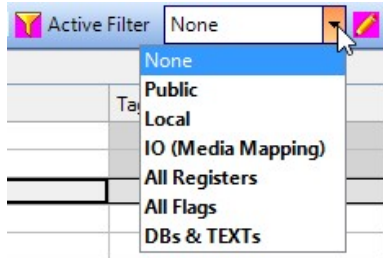 Active Filter None
None
Public
Local
IO (Media Mapping)
All Registers
All Flags
DBs & TEXTs